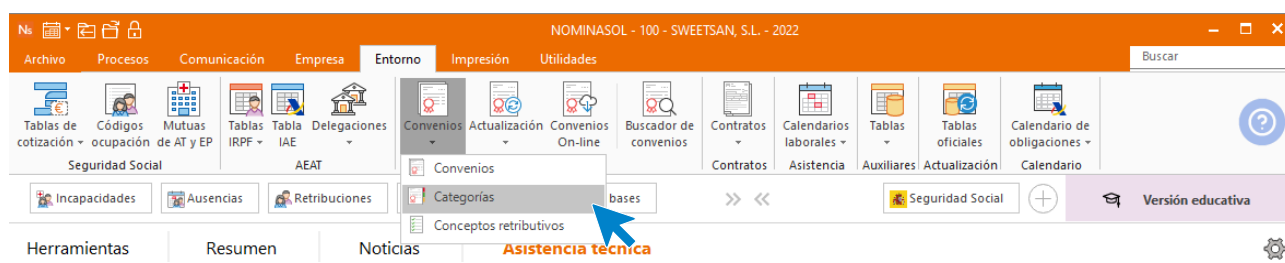 Ns NOMINASOL - 100 - SWEETSAN, S.L. - 2022
Archivo Procesos Comunicación Empresa Entorno Impresión Utilidades Buscar
Tablas de Códigos Mutuas Tablas Tabla Delegaciones Convenios Actualización Convenios Buscador de Contratos Calendarios Tablas Tablas Calendario de
cotización ocupación de AT y EP IRPF IAE On-line convenios laborales oficiales obligaciones
Seguridad Social AEAT Contratos Asistencia Auxiliares Actualización Calendario
Convenios
Incapacidades Ausencias Retribuciones Categorías bases Seguridad Social Versión educativa
Conceptos retributivos
Herramientas Resumen Noticias Asistencia técnica